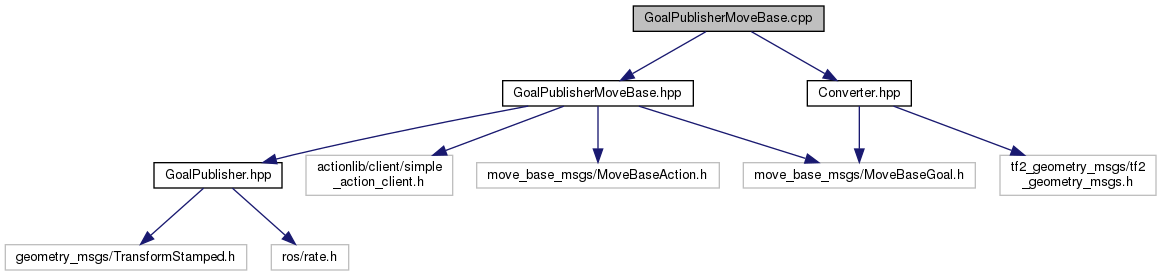 GoalPublisherMoveBase.cpp
GoalPublisherMoveBase.hpp
Converter.hpp
GoalPublisher.hpp
actionlib/client/simple
_action_client.h
move_base_msgs/MoveBaseAction.h
move_base_msgs/MoveBaseGoal.h
tf2_geometry_msgs/tf2
_geometry_msgs.h
geometry_msgs/TransformStamped.h
ros/rate.h